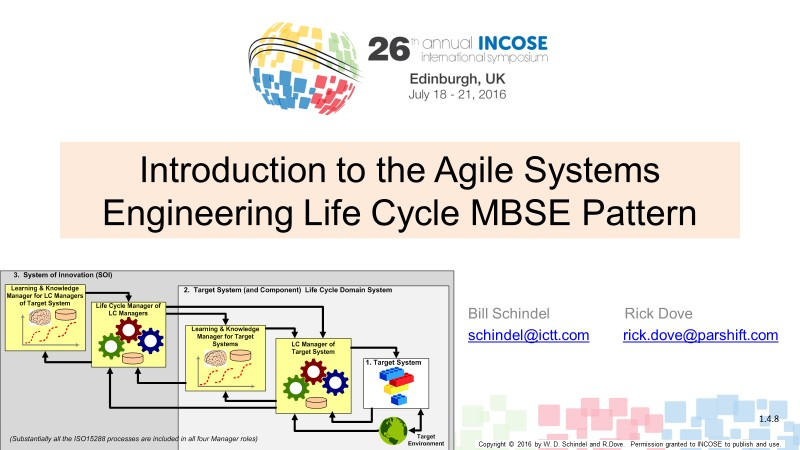 26th annual INCOSE
international symposium
Edinburgh, UK
July 18 - 21, 2016
Introduction to the Agile Systems
Engineering Life Cycle MBSE Pattern
3. System of Innovation (SOI)
Learning & Knowledge
Manager for LC Managers
of Target System
Life Cycle Manager of
LC Managers
2. Target System (and Component) Life Cycle Domain System
Learning & Knowledge
Manager for Target
Systems
LC Manager of
Target System
1. Target System
Target
Environment
(Substantially all the ISO15288 processes are included in all four Manager roles)
Bill Schindel Rick Dove
schindel@ictt.com rick.dove@parshift.com
1.4.8
Copyright © 2016 by W. D. Schindel and R.Dove. Permission granted to INCOSE to publish and use.